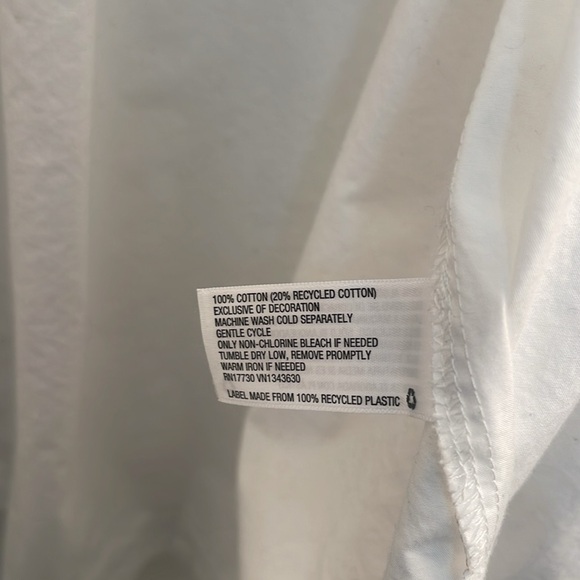 100% COTTON (20% RECYCLED COTTON)
EXCLUSIVE OF DECORATION
MACHINE WASH COLD SEPARATELY
GENTLE CYCLE
ONLY NON-CHLORINE BLEACH IF NEEDED
TUMBLE DRY LOW, REMOVE PROMPTLY
WARM IRON IF NEEDED
RN17730 VN1343630
LABEL MADE FROM 100% RECYCLED PLASTIC